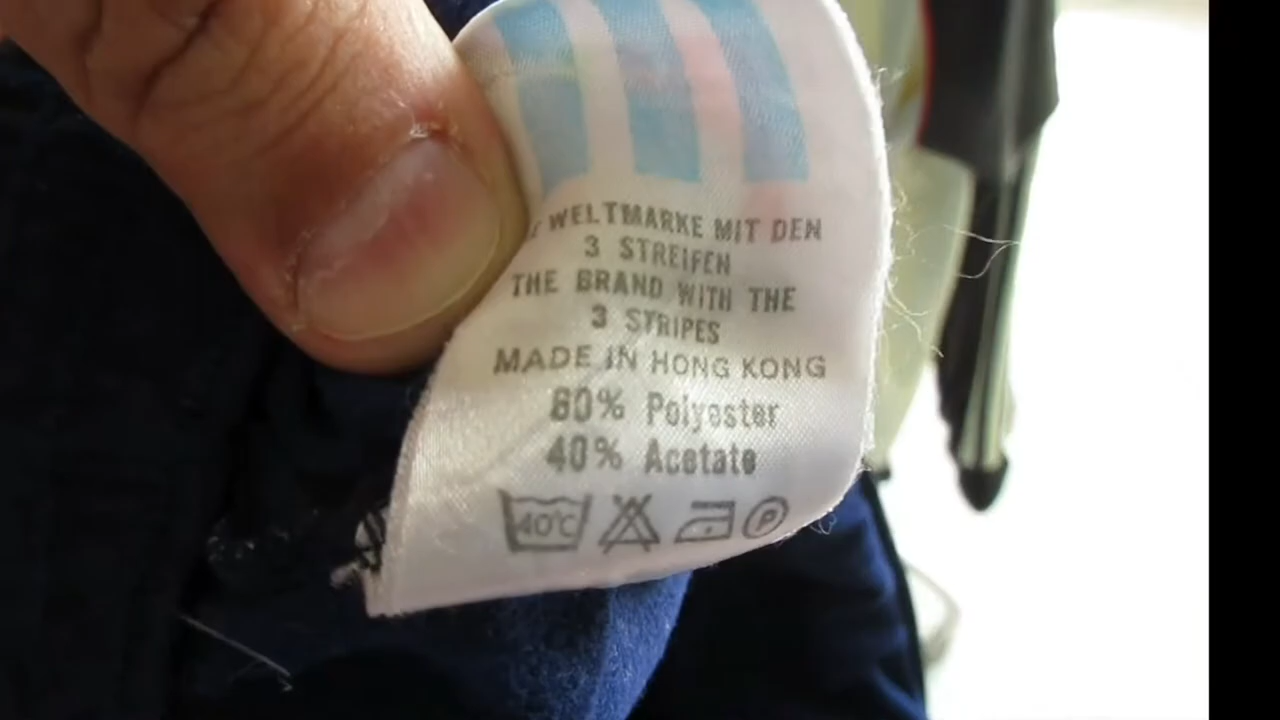 WELTMARKE MIT DEN
3 STREIFEN
THE BRAND WITH THE
3 STRIPES
MADE IN HONG KONG
60% Polyester
40% Acetate
40°C P